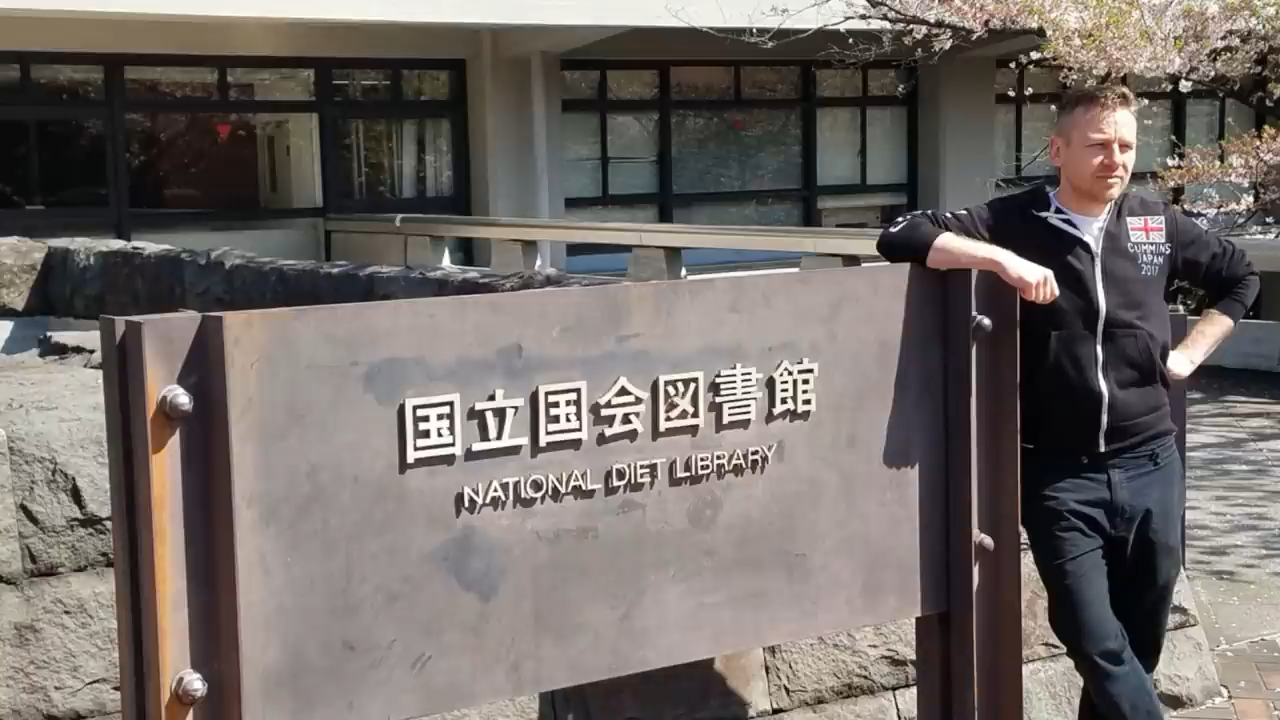 国立国会図書館
NATIONAL DIET LIBRARY
CUMMINS
JAPAN
2017